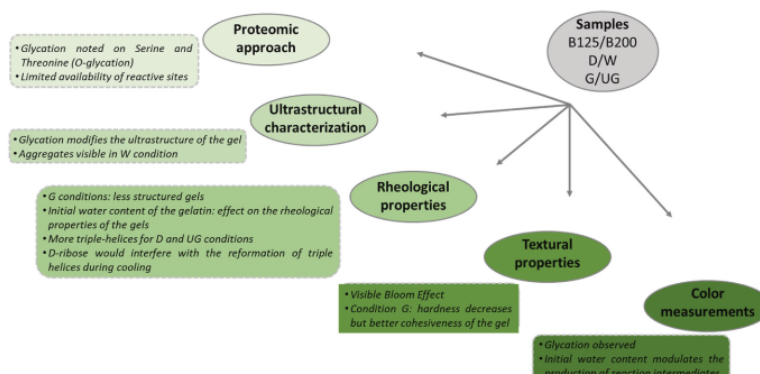 Proteomic
approach
• Glycation noted on Serine and
Threonine (O-glycation)
• Limited availability of reactive sites
Samples
B125/B200
D/W
G/UG
Ultrastructural
characterization
• Glycation modifies the ultrastructure of the gel
• Aggregates visible in W condition
Rheological
properties
• G conditions: less structured gels
• Initial water content of the gelatin: effect on the rheological
properties of the gels
• More triple-helices for D and UG conditions
• D-ribose would interfere with the reformation of triple
helices during cooling
Textural
properties
• Visible Bloom Effect
• Condition G: hardness decreases
but better cohesiveness of the gel
Color
measurements
• Glycation observed
• Initial water content modulates the
production of reaction intermediates